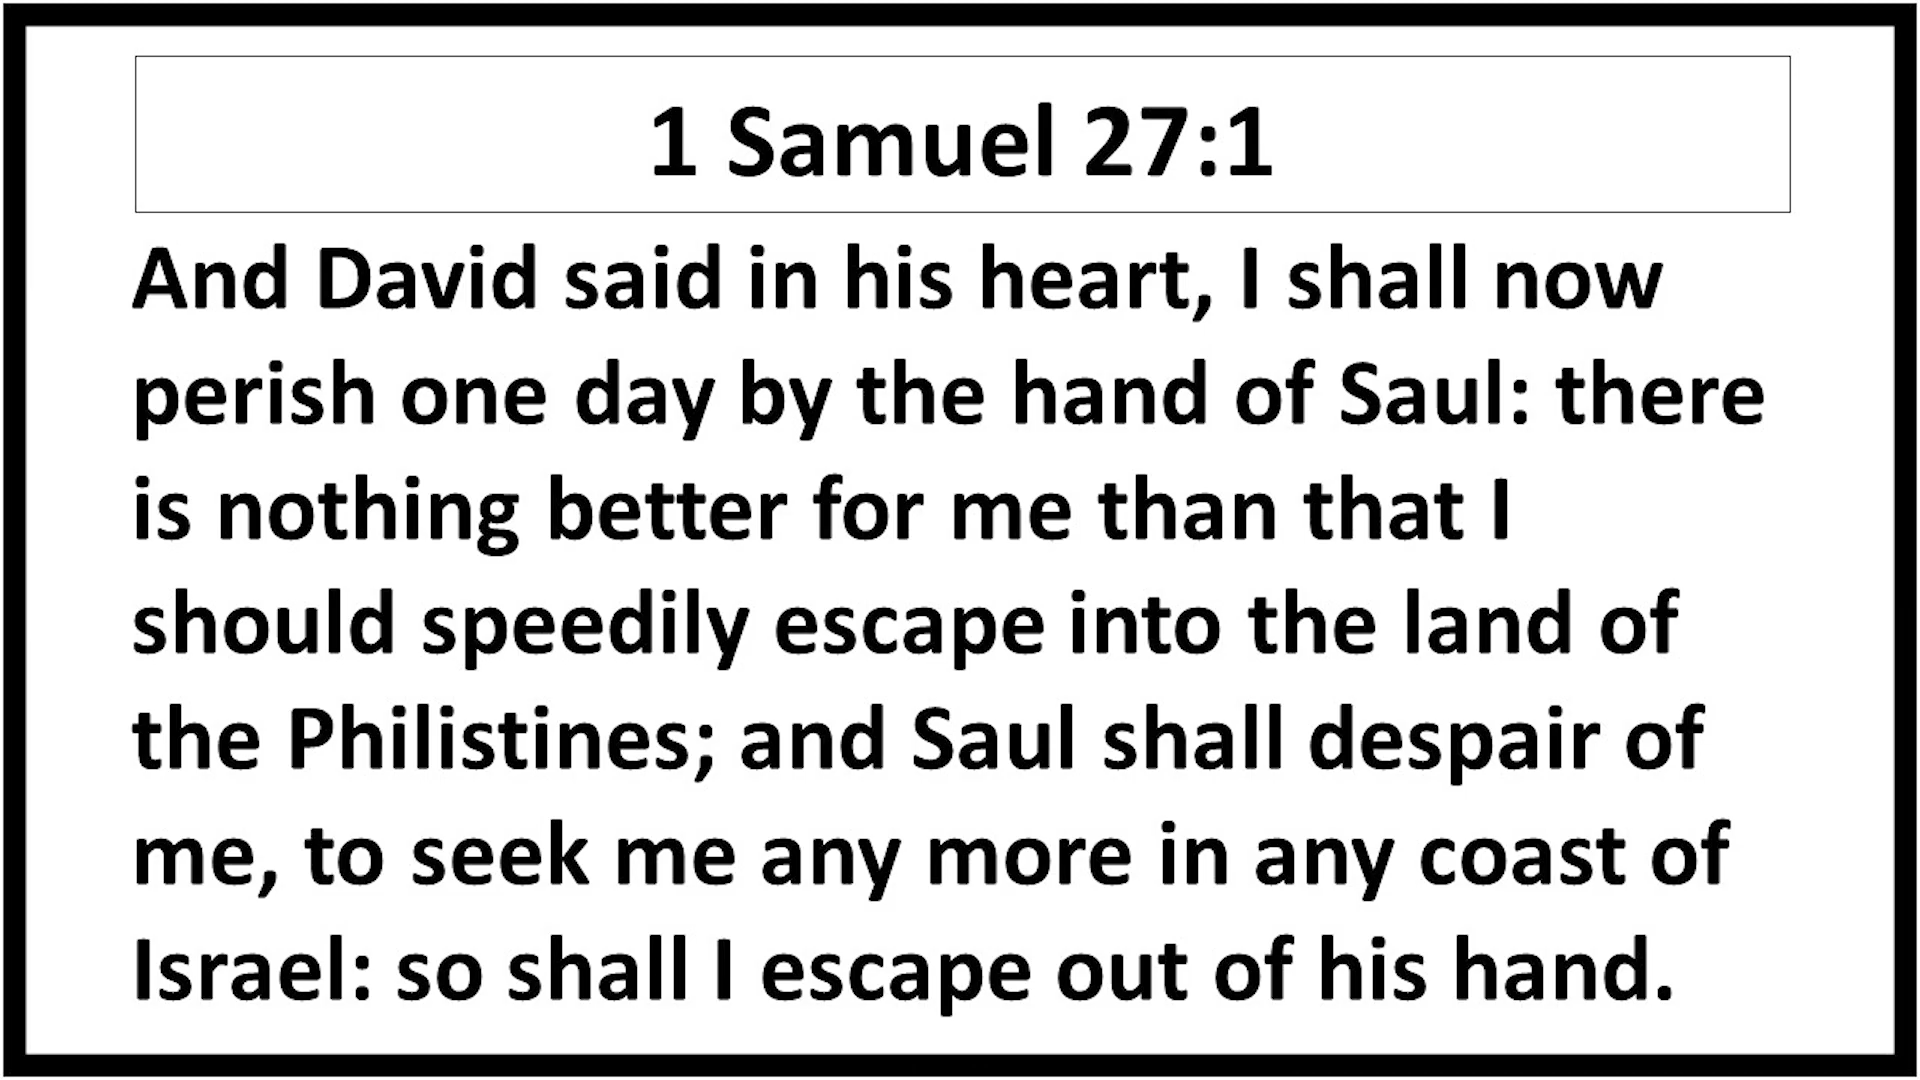 1 Samuel 27:1
And David said in his heart, I shall now
perish one day by the hand of Saul: there
is nothing better for me than that I
should speedily escape into the land of
the Philistines; and Saul shall despair of
me, to seek me any more in any coast of
Israel: so shall I escape out of his hand.